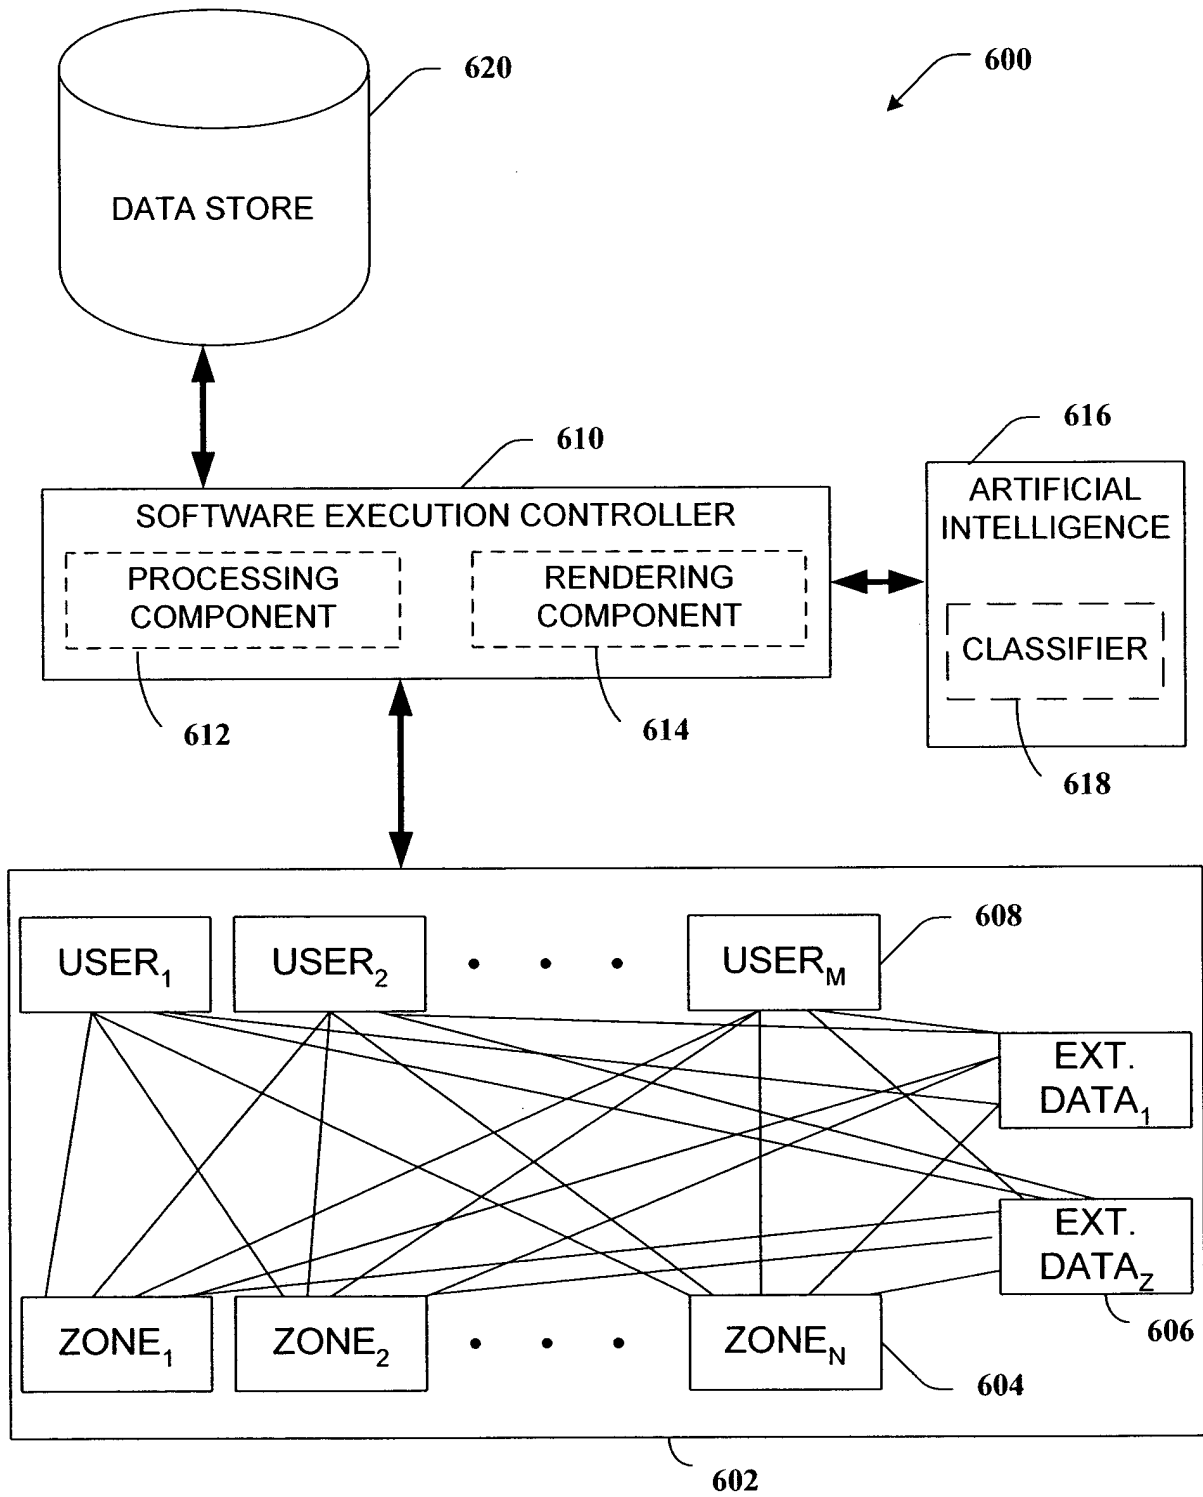 620
600
DATA STORE
610
616
SOFTWARE EXECUTION CONTROLLER
ARTIFICIAL
INTELLIGENCE
PROCESSING
COMPONENT
RENDERING
COMPONENT
CLASSIFIER
612
614
618
608
USER1
USER2
• • •
USERM
EXT.
DATA1
EXT.
DATAZ
606
ZONE1
ZONE2
• • •
ZONEN
604
602